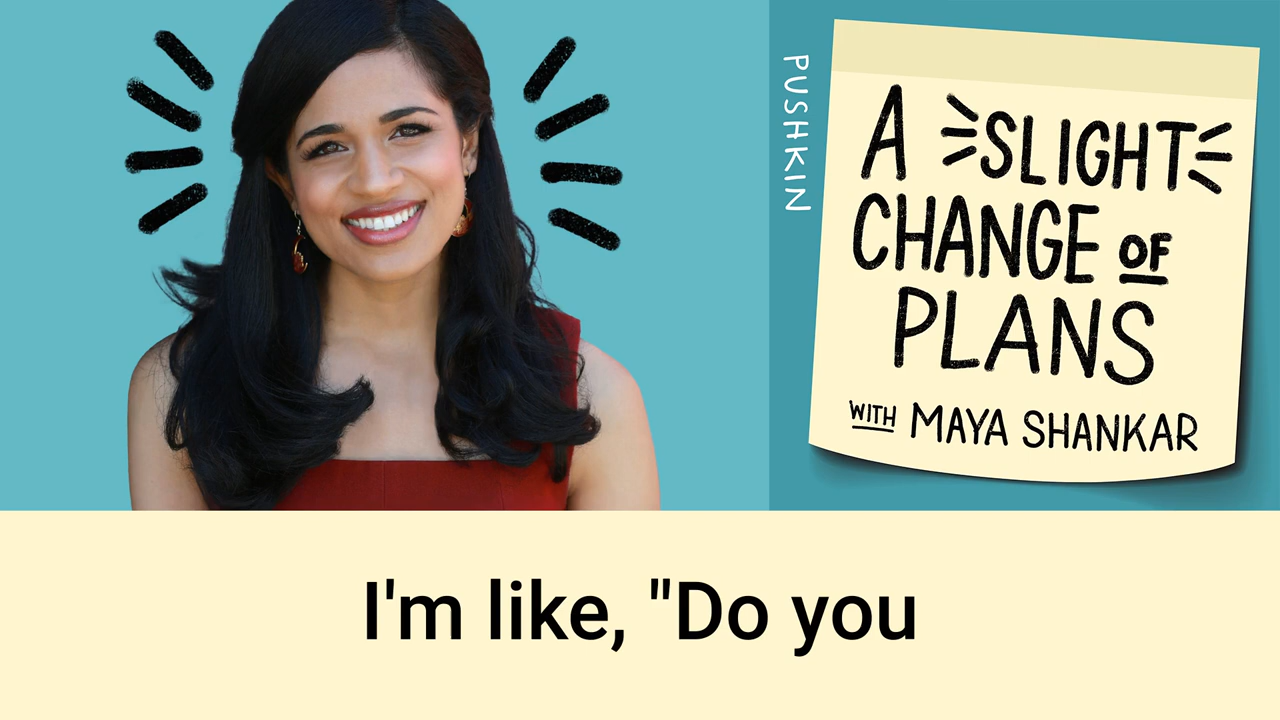 PUSHKIN
A SLIGHT
CHANGE OF
PLANS
WITH MAYA SHANKAR
I'm like, "Do you